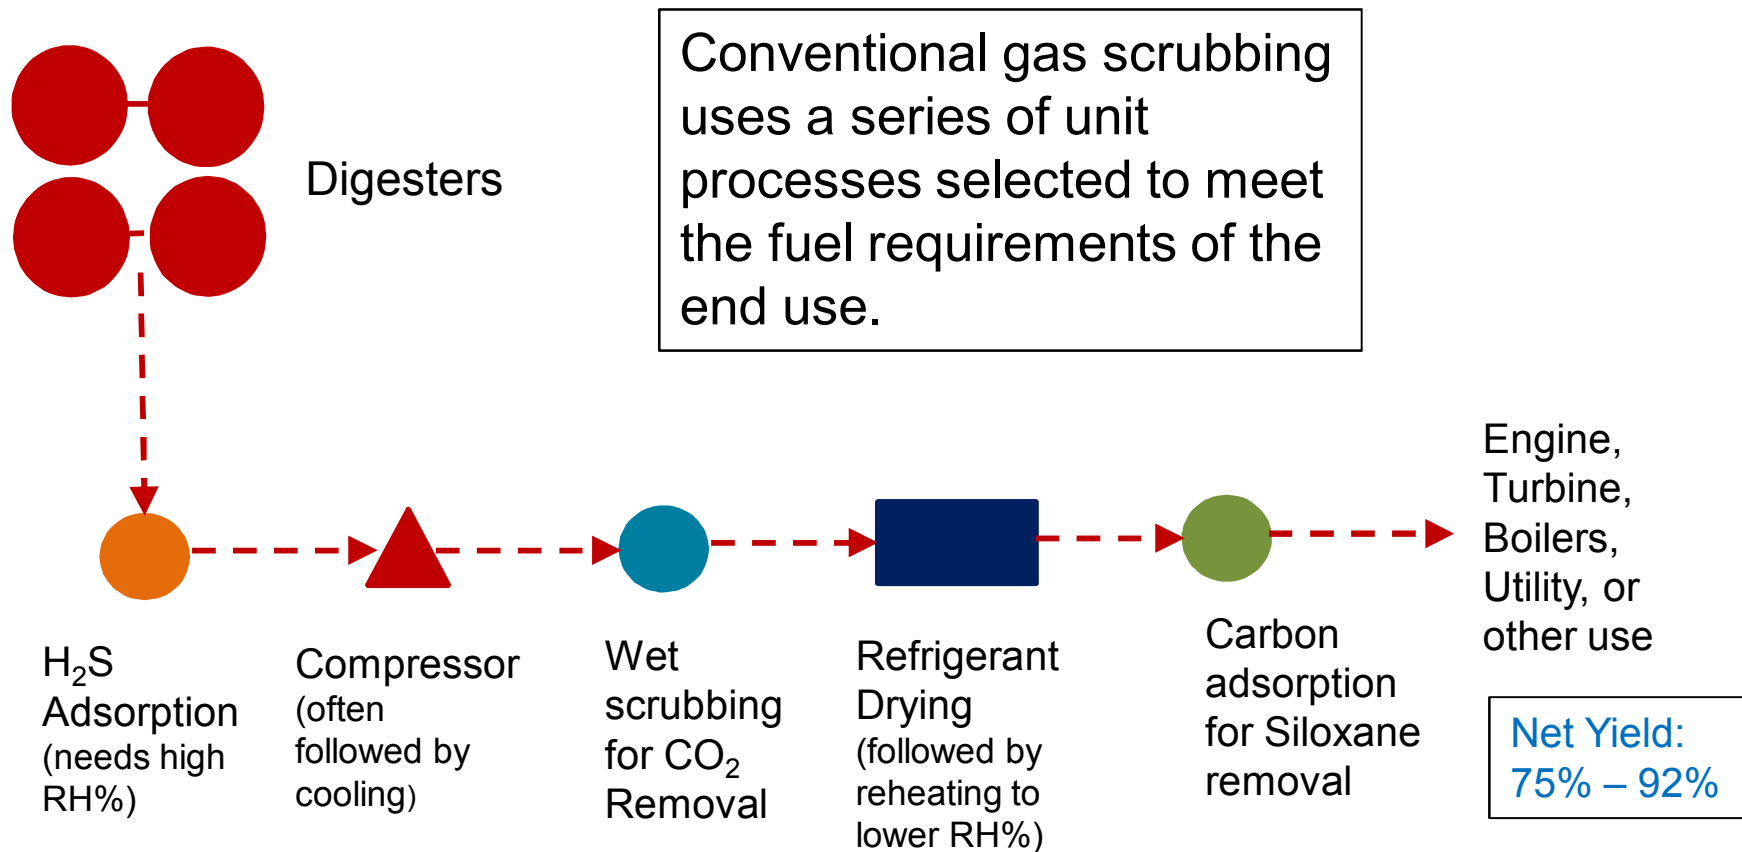 Conventional gas scrubbing
uses a series of unit
processes selected to meet
the fuel requirements of the
end use.
Digesters
H₂S
Adsorption
(needs high
RH%)
Compressor
(often
followed by
cooling)
Wet
scrubbing
for CO₂
Removal
Refrigerant
Drying
(followed by
reheating to
lower RH%)
Carbon
adsorption
for Siloxane
removal
Engine,
Turbine,
Boilers,
Utility, or
other use
Net Yield:
75% – 92%